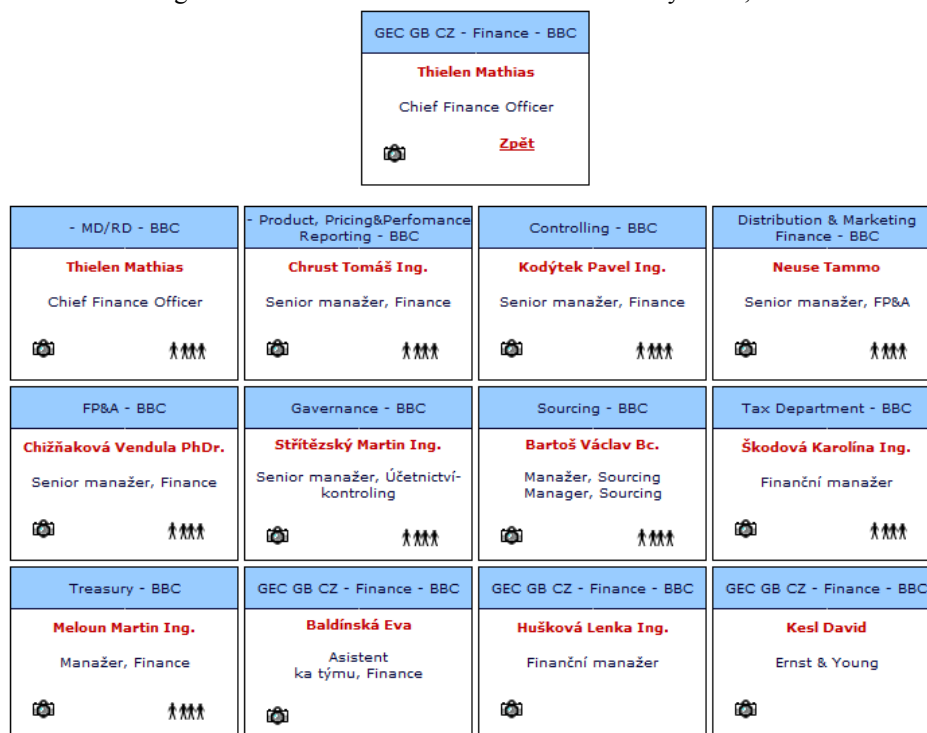 GEC GB CZ - Finance - BBC
Thielen Mathias
Chief Finance Officer
Zpět
- MD/RD - BBC
Thielen Mathias
Chief Finance Officer
- Product, Pricing&Perfomance
Reporting - BBC
Chrust Tomáš Ing.
Senior manažer, Finance
Controlling - BBC
Kodýtek Pavel Ing.
Senior manažer, Finance
Distribution & Marketing
Finance - BBC
Neuse Tammo
Senior manažer, FP&A
FP&A - BBC
Chižňaková Vendula PhDr.
Senior manažer, Finance
Gavernance - BBC
Střítězský Martin Ing.
Senior manažer, Účetnictví-
kontroling
Sourcing - BBC
Bartoš Václav Bc.
Manažer, Sourcing
Manager, Sourcing
Tax Department - BBC
Škodová Karolína Ing.
Finanční manažer
Treasury - BBC
Meloun Martin Ing.
Manažer, Finance
GEC GB CZ - Finance - BBC
Baldínská Eva
Asistent
ka týmu, Finance
GEC GB CZ - Finance - BBC
Hušková Lenka Ing.
Finanční manažer
GEC GB CZ - Finance - BBC
Kesl David
Ernst & Young